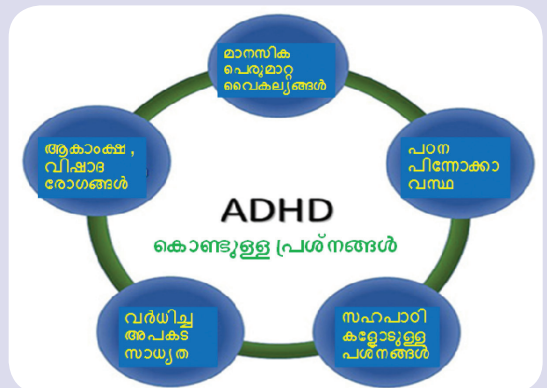 മാനസിക
പെരുമാറ്റ
വൈകല്യങ്ങൾ
ആകാംക്ഷ,
വിഷാദ
രോഗങ്ങൾ
പഠന
പിന്നോക്കാ
വസ്ഥ
ADHD
കൊണ്ടുള്ള പ്രശ്നങ്ങൾ
വർധിച്ച
അപകട
സാധ്യത
സഹപാഠി
കളോടുള്ള
പശ്നങ്ങൾ